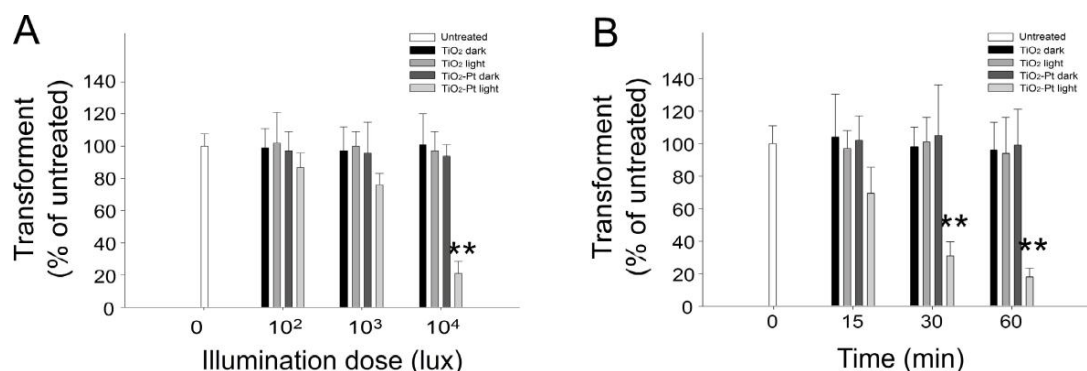 A
Transforment
(% of untreated)
140
120
100
80
60
40
20
0
Untreated
TiO₂ dark
TiO₂ light
TiO₂-Pt dark
TiO₂-Pt light
**
0 10² 10³ 10⁴
Illumination dose (lux)
B
Transforment
(% of untreated)
140
120
100
80
60
40
20
0
Untreated
TiO₂ dark
TiO₂ light
TiO₂-Pt dark
TiO₂-Pt light
**
**
0 15 30 60
Time (min)